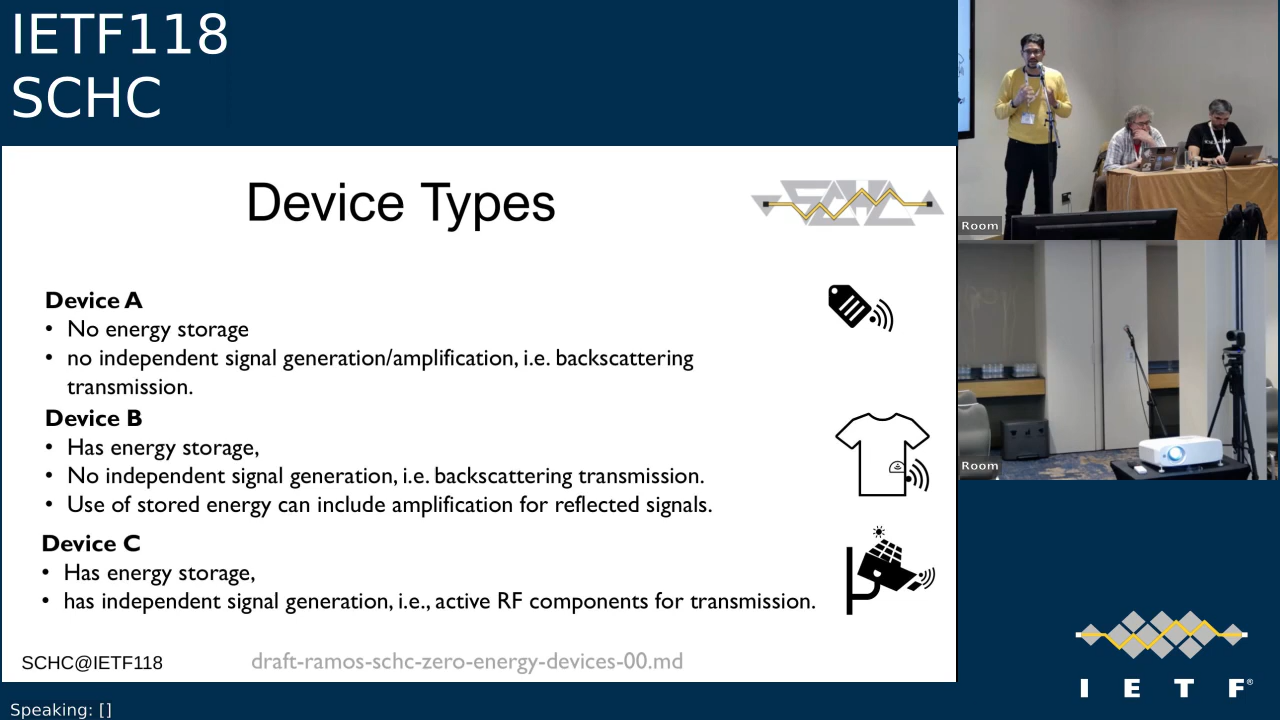 IETF118
SCHC
Device Types
SCHC
Device A
• No energy storage
• no independent signal generation/amplification, i.e. backscattering
transmission.
Device B
• Has energy storage,
• No independent signal generation, i.e. backscattering transmission.
• Use of stored energy can include amplification for reflected signals.
Device C
• Has energy storage,
• has independent signal generation, i.e., active RF components for transmission.
SCHC@IETF118
draft-ramos-schc-zero-energy-devices-00.md
Room
Room
I E T F®
Speaking: []